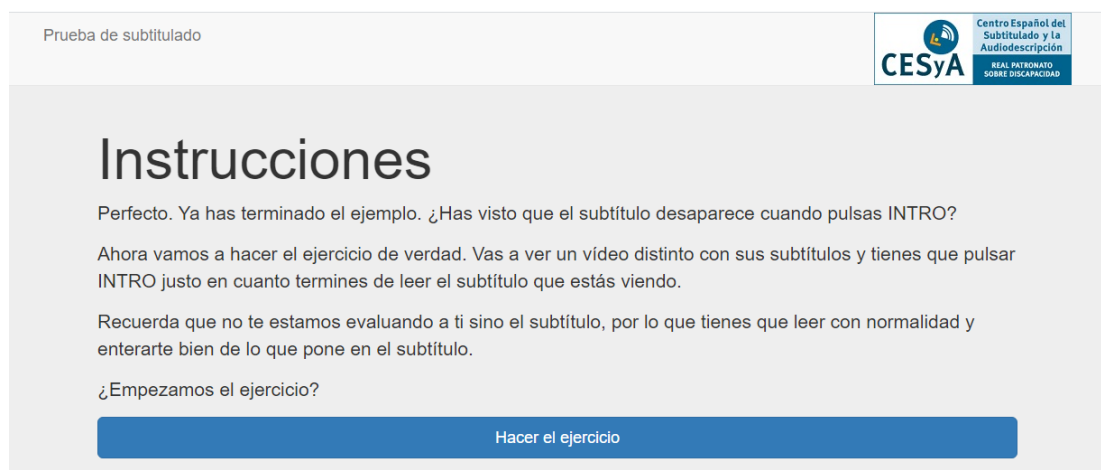 Prueba de subtitulado
CESyA
Centro Español del
Subtitulado y la
Audiodescripción
REAL PATRONATO
SOBRE DISCAPACIDAD
Instrucciones
Perfecto. Ya has terminado el ejemplo. ¿Has visto que el subtítulo desaparece cuando pulsas INTRO?
Ahora vamos a hacer el ejercicio de verdad. Vas a ver un vídeo distinto con sus subtítulos y tienes que pulsar
INTRO justo en cuanto termines de leer el subtítulo que estás viendo.
Recuerda que no te estamos evaluando a ti sino el subtítulo, por lo que tienes que leer con normalidad y
enterarte bien de lo que pone en el subtítulo.
¿Empezamos el ejercicio?
Hacer el ejercicio